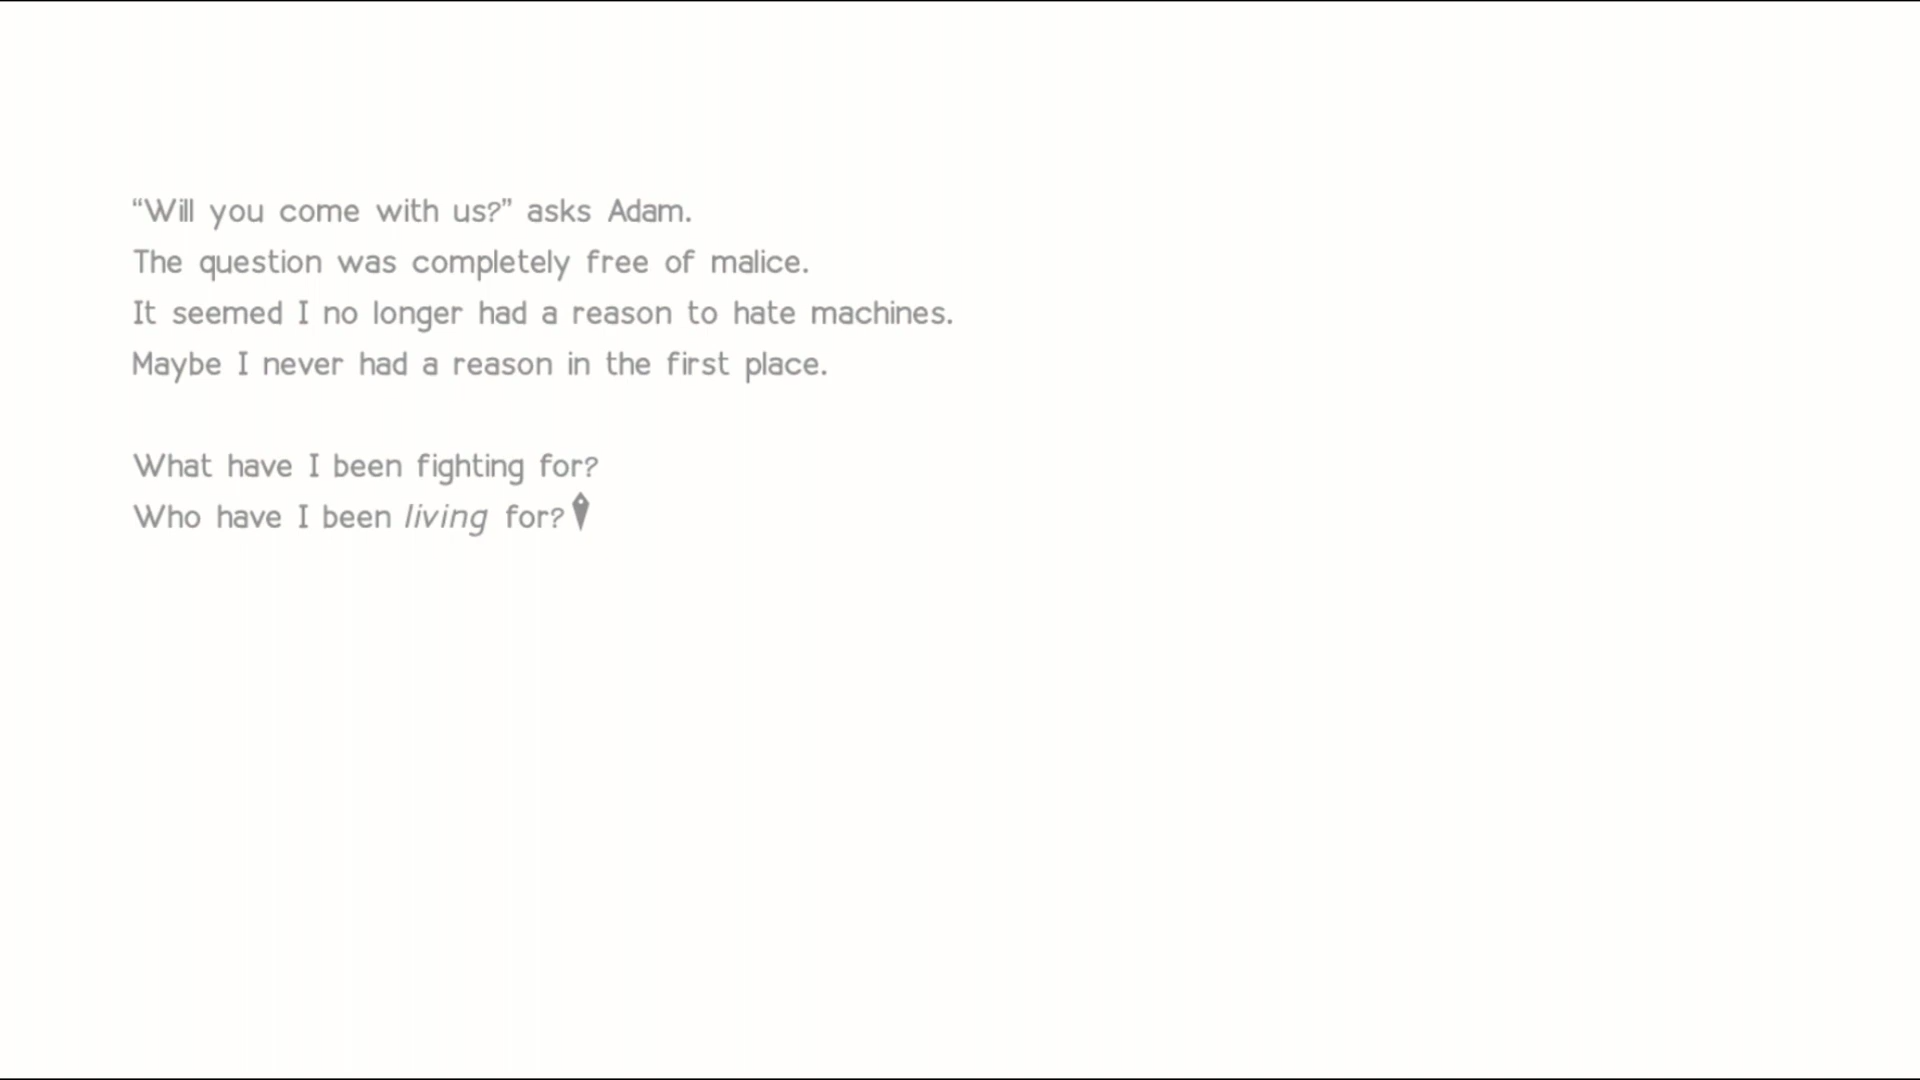 “Will you come with us?” asks Adam.
The question was completely free of malice.
It seemed I no longer had a reason to hate machines.
Maybe I never had a reason in the first place.
What have I been fighting for?
Who have I been living for?